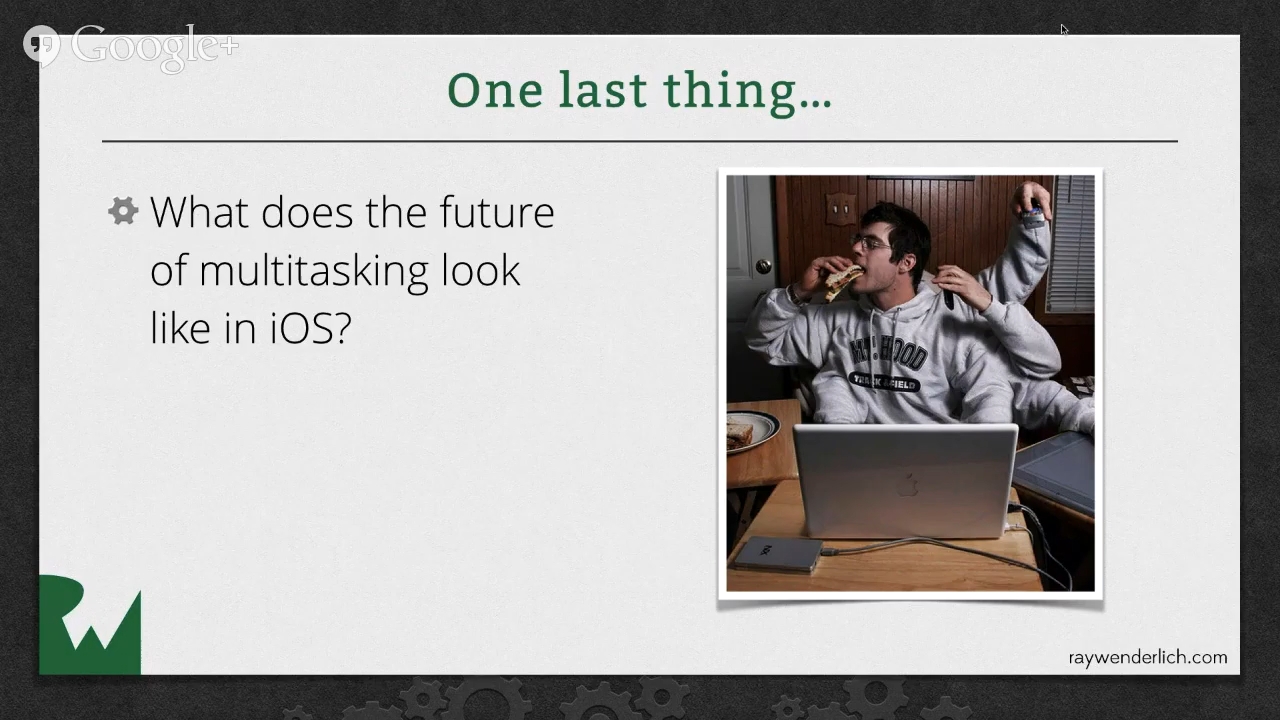 Google+
One last thing...
What does the future
of multitasking look
like in iOS?
MT. HOOD
TRACK & FIELD
RW
raywenderlich.com